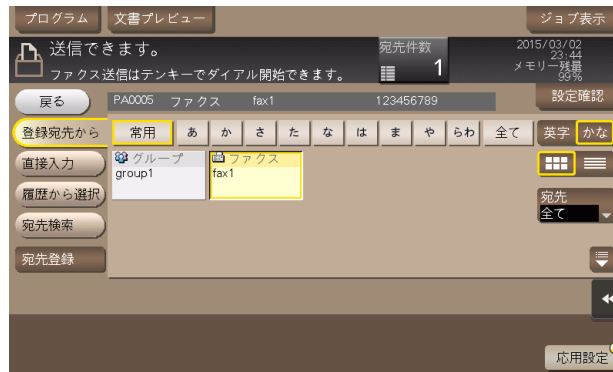 プログラム 文書プレビュー ジョブ表示
送信できます。
ファクス送信はテンキーでダイアル開始できます。
宛先件数
1
2015/03/02
23:44
メモリー残量
99%
戻る PA0005 ファクス fax1 123456789 設定確認
登録宛先から 常用 あ か さ た な は ま や らわ 全て 英字 かな
直接入力
グループ
group1
ファクス
fax1
履歴から選択
宛先
全て
宛先検索
宛先登録
応用設定